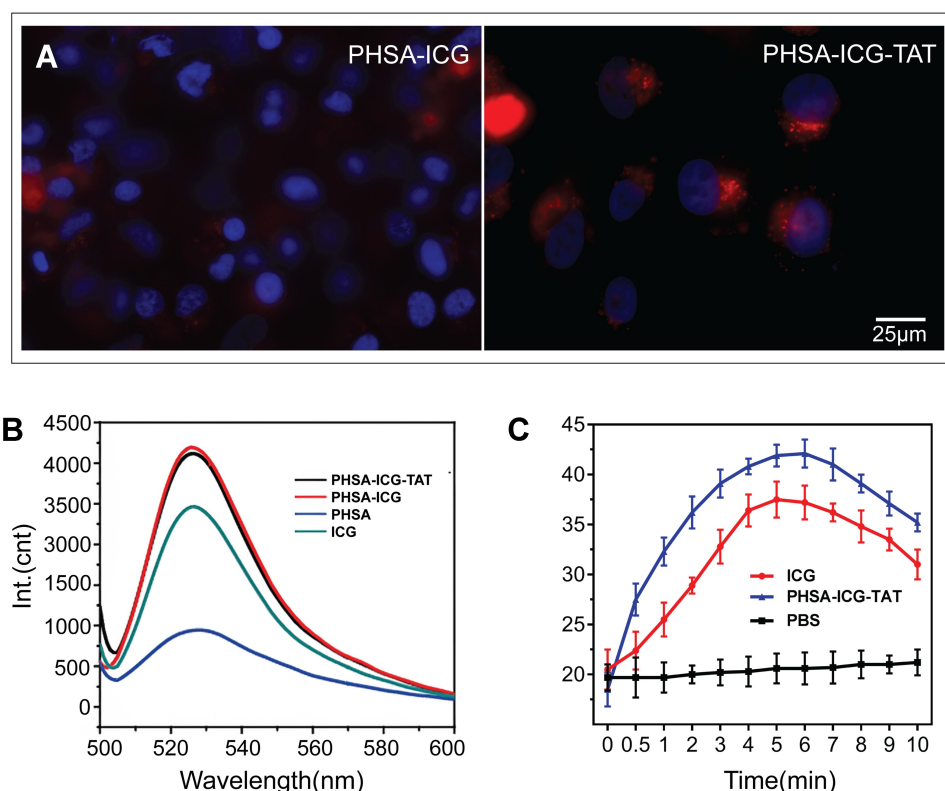 A
PHSA-ICG
PHSA-ICG-TAT
25µm
B
4500
4000
3500
3000
1500
1000
500
0
Int.(cnt)
PHSA-ICG-TAT
PHSA-ICG
PHSA
ICG
500
520
540
560
580
600
Wavelength(nm)
C
45
40
35
30
25
20
ICG
PHSA-ICG-TAT
PBS
0
0.5
1
2
3
4
5
6
7
8
9
10
Time(min)